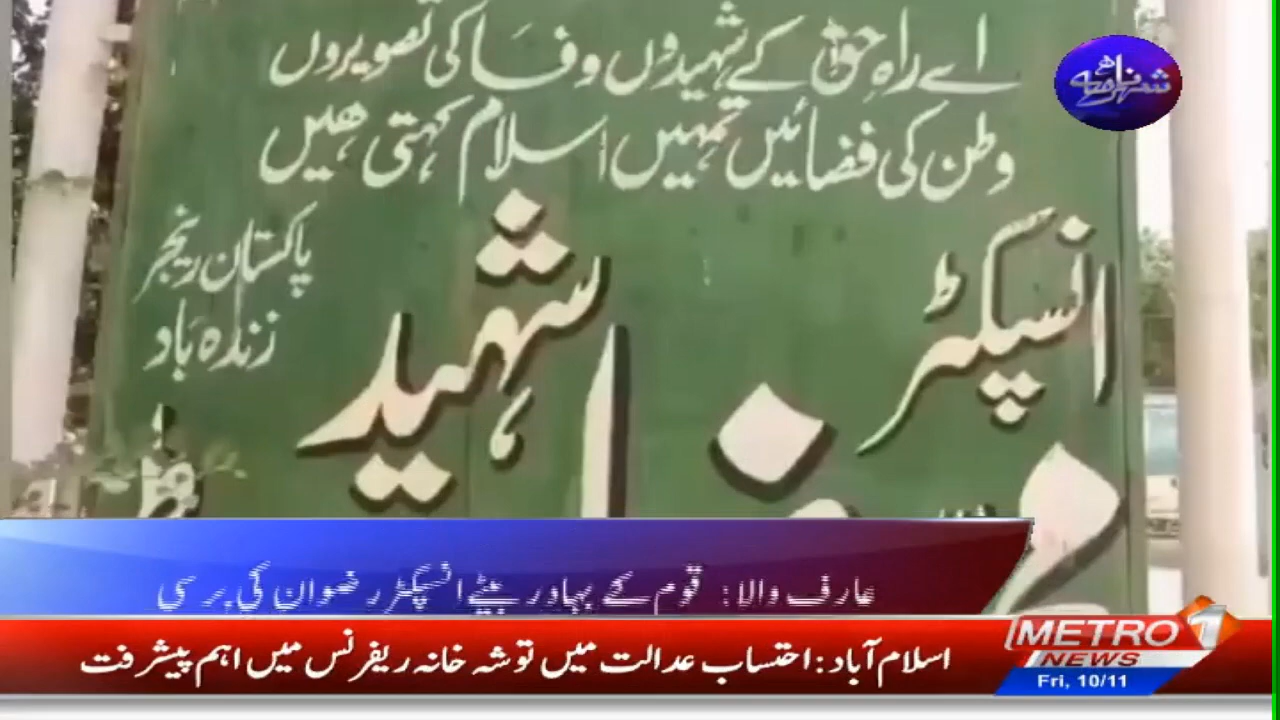 اے راہِ حق کے شہیدوں وفا کی تصویروں
وطن کی فضائیں تمہیں اسلام کہتی ھیں
شہرنامہ
انسپکٹر
شہید
پاکستان رینجر
زندہ باد
عارف والا: قوم کے بہادر بیٹے انسپکٹر رضوان کی برسی
اسلام آباد: احتساب عدالت میں توشہ خانہ ریفرنس میں اہم پیشرفت
METRO 1
NEWS
Fri, 10/11